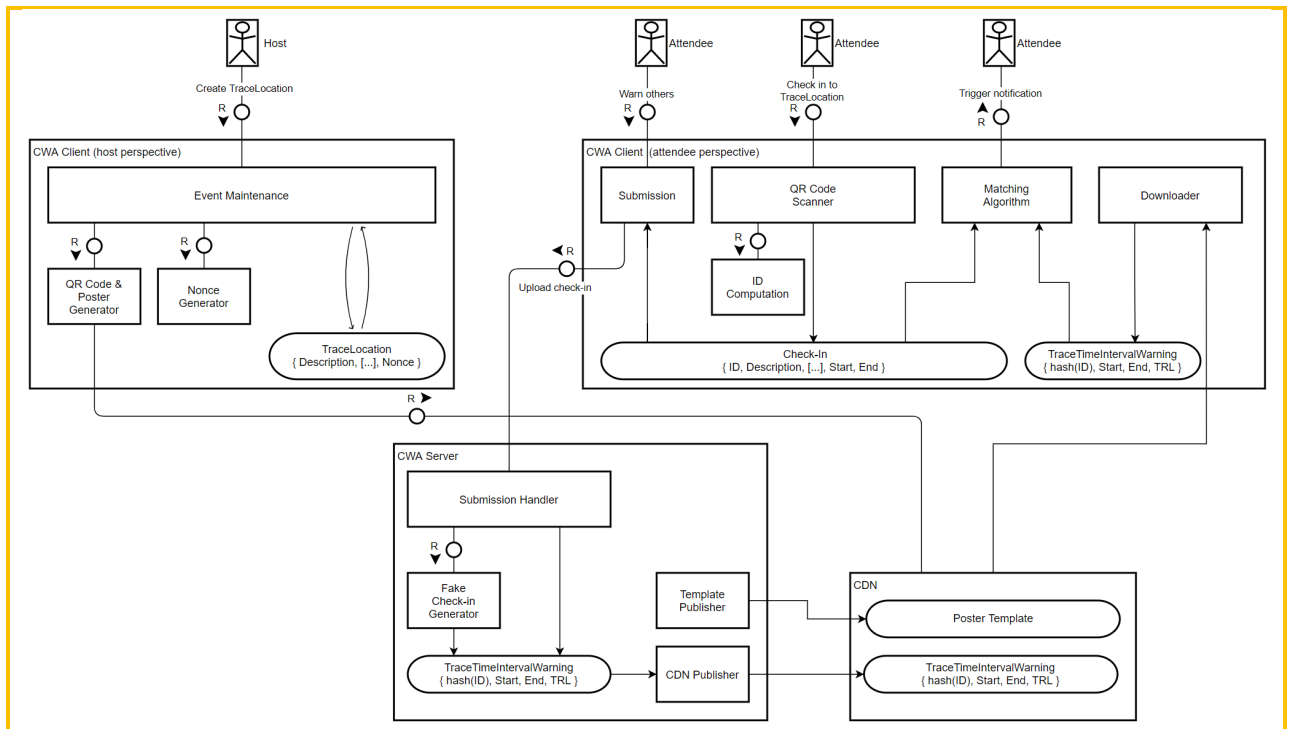 Host
Attendee
Attendee
Attendee
Create TraceLocation
R
Warn others
R
Check in to
TraceLocation
R
Trigger notification
R
CWA Client (host perspective)
Event Maintenance
R
R
QR Code &
Poster
Generator
Nonce
Generator
TraceLocation
{ Description, [...], Nonce }
CWA Client (attendee perspective)
Submission
QR Code
Scanner
Matching
Algorithm
Downloader
R
Upload check-in
R
ID
Computation
Check-In
{ ID, Description, [...], Start, End }
TraceTimeIntervalWarning
{ hash(ID), Start, End, TRL }
R
CWA Server
Submission Handler
R
Fake
Check-in
Generator
Template
Publisher
TraceTimeIntervalWarning
{ hash(ID), Start, End, TRL }
CDN Publisher
CDN
Poster Template
TraceTimeIntervalWarning
{ hash(ID), Start, End, TRL }